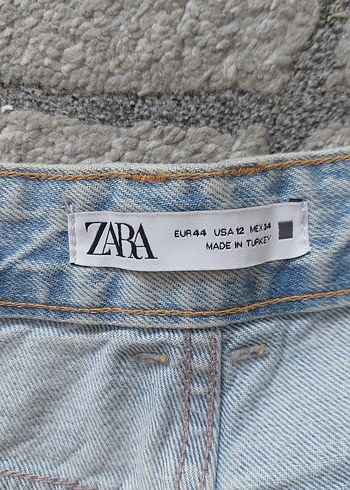 ZARA
EUR 44 USA 12 MEX 34
MADE IN TURKEY